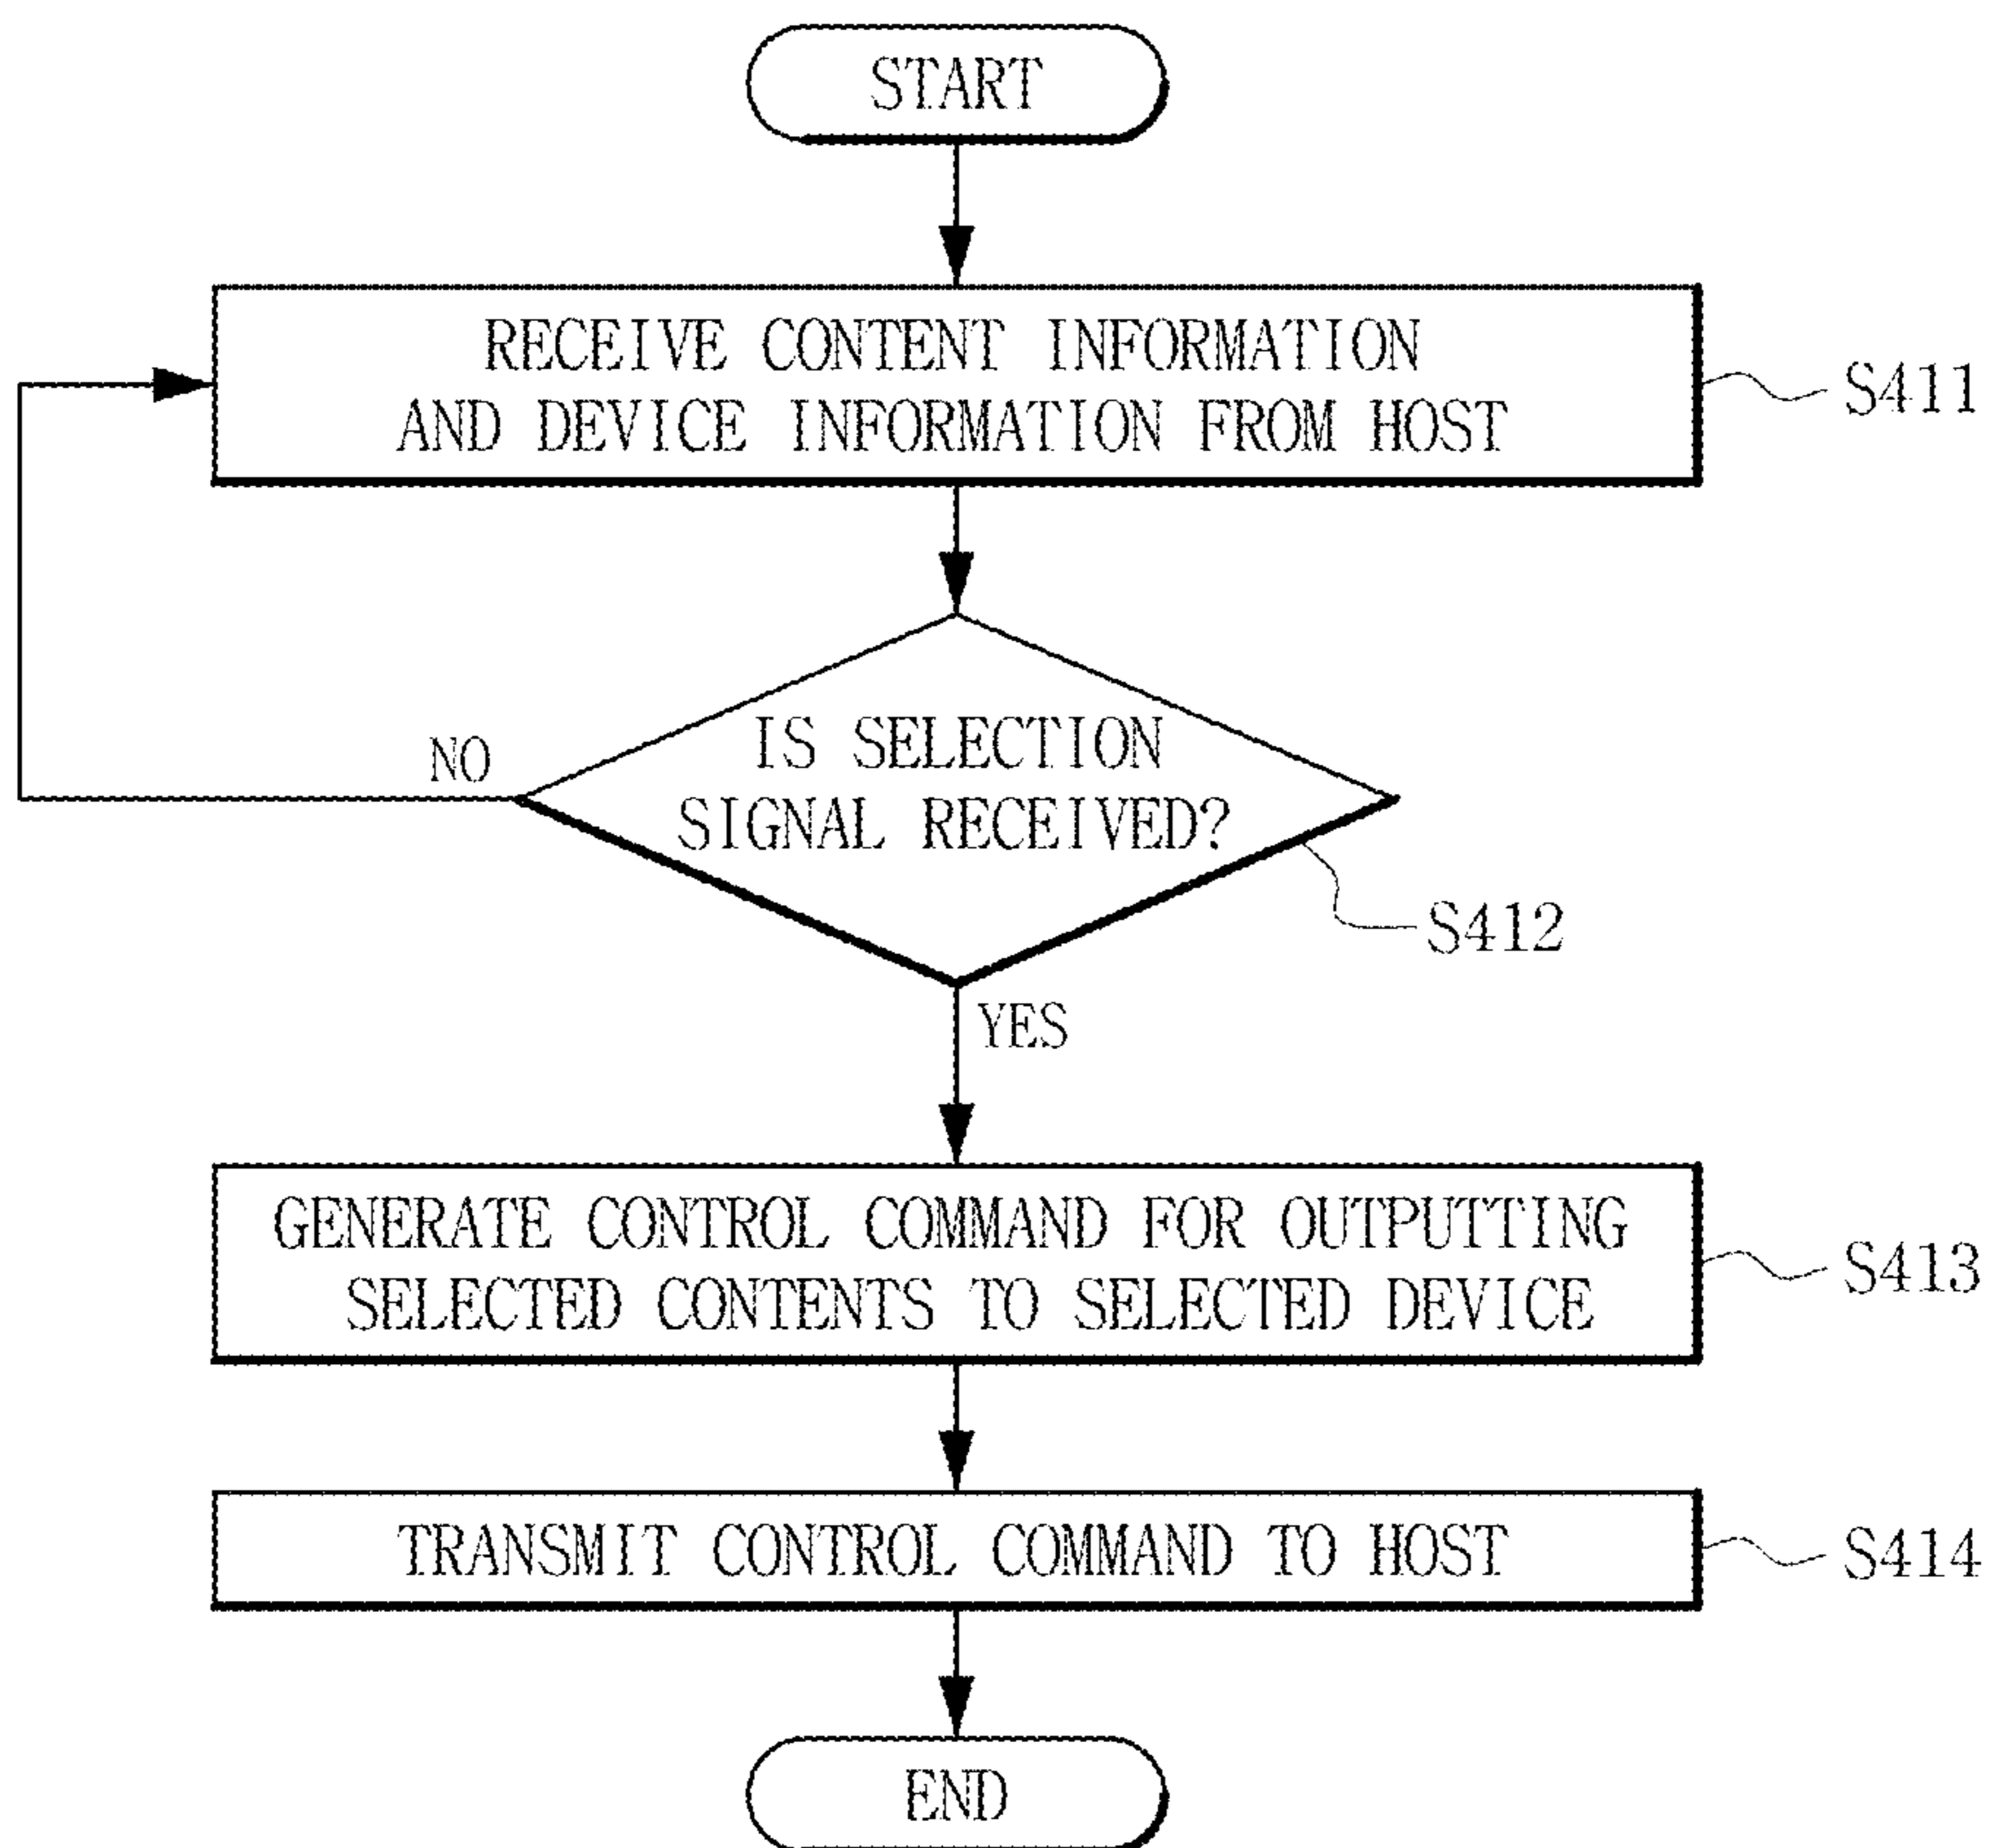 START
RECEIVE CONTENT INFORMATION
AND DEVICE INFORMATION FROM HOST
S411
IS SELECTION
SIGNAL RECEIVED?
NO
S412
YES
GENERATE CONTROL COMMAND FOR OUTPUTTING
SELECTED CONTENTS TO SELECTED DEVICE
S413
TRANSMIT CONTROL COMMAND TO HOST
S414
END